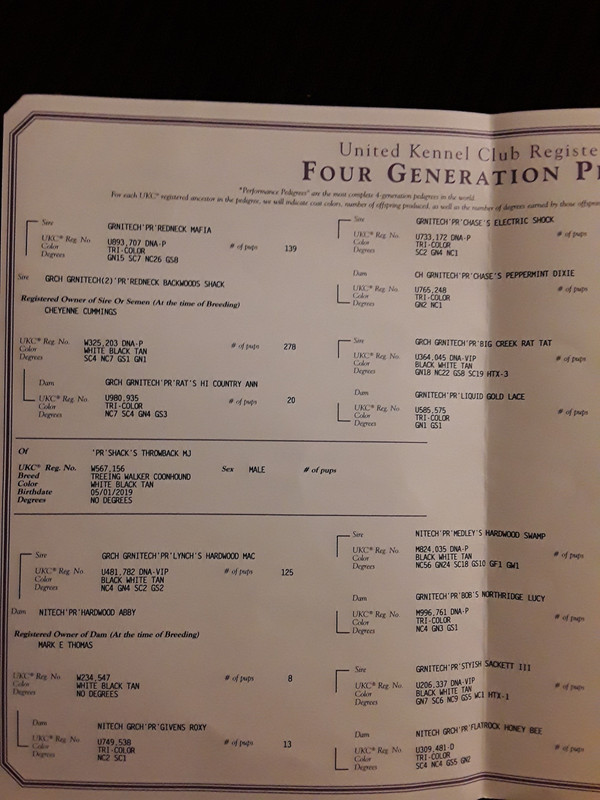 United Kennel Club Registe
FOUR GENERATION P
"Performance Pedigrees" are the most complete 4-generation pedigrees in the world.
For each UKC® registered ancestor in the pedigree, we will indicate coat colors, number of offspring produced, as well as the number of degrees earned by those offspring
Sire GRNITECH'PR'REDNECK MAFIA
UKC® Reg. No U893,707 DNA-P # of pups 139
Color TRI-COLOR
Degrees GN15 SC7 NC26 GS8
Sire GRCH GRNITECH(2)'PR'REDNECK BACKWOODS SHACK
Registered Owner of Sire Or Semen (At the time of Breeding)
CHEYENNE CUMMINGS
UKC® Reg. No. W325,203 DNA-P # of pups 278
Color WHITE BLACK TAN
Degrees SC4 NC7 GS1 GN1
Dam GRCH GRNITECH'PR'RAT'S HI COUNTRY ANN
UKC® Reg. No U980,935 # of pups 20
Color TRI-COLOR
Degrees NC7 SC4 GN4 GS3
Sire GRNITECH'PR'CHASE'S ELECTRIC SHOCK
UKC® Reg. No U733,172 DNA-P # of pups
Color TRI-COLOR
Degrees SC2 GN4 NC1
Dam CH GRNITECH'PR'CHASE'S PEPPERMINT DIXIE
UKC® Reg. No U765,248 # of pups
Color TRI-COLOR
Degrees GN2 NC1
Sire GRCH GRNITECH'PR'BIG CREEK RAT TAT
UKC® Reg. No U364,045 DNA-VIP # of pups
Color BLACK WHITE TAN
Degrees GN18 NC22 GS8 SC19 HTX-3
Dam GRNITECH'PR'LIQUID GOLD LACE
UKC® Reg. No U585,575 # of pups
Color TRI-COLOR
Degrees GN1 GS1
Of 'PR'SHACK'S THROWBACK MJ
UKC® Reg. No. W567,156 Sex MALE # of pups
Breed TREEING WALKER COONHOUND
Color WHITE BLACK TAN
Birthdate 05/01/2019
Degrees NO DEGREES
Sire GRCH GRNITECH'PR'LYNCH'S HARDWOOD MAC
UKC® Reg. No U481,782 DNA-VIP # of pups 125
Color BLACK WHITE TAN
Degrees NC4 GN4 SC2 GS2
Dam NITECH'PR'HARDWOOD ABBY
Registered Owner of Dam (At the time of Breeding)
MARK E THOMAS
UKC® Reg. No. W234,547 # of pups 8
Color WHITE BLACK TAN
Degrees NO DEGREES
Dam NITECH GRCH'PR'GIVENS ROXY
UKC® Reg. No U749,538 # of pups 13
Color TRI-COLOR
Degrees NC2 SC1
Sire NITECH'PR'MEDLEY'S HARDWOOD SWAMP
UKC® Reg. No M824,035 DNA-P # of pups
Color BLACK WHITE TAN
Degrees NC56 GN24 SC18 GS10 GF1 GW1
Dam GRNITECH'PR'BOB'S NORTHRIDGE LUCY
UKC® Reg. No M996,761 DNA-P # of pups
Color TRI-COLOR
Degrees NC4 GN3 GS1
Sire GRNITECH'PR'STYISH SACKETT III
UKC® Reg. No. U206,337 DNA-VIP # of pups
Color BLACK WHITE TAN
Degrees GN7 SC6 NC9 GS5 WC1 HTX-1
Dam NITECH GRCH'PR'FLATROCK HONEY BEE
UKC® Reg. No U309,481-D # of pups
Color TRI-COLOR
Degrees SC4 NC4 GS5 GN2